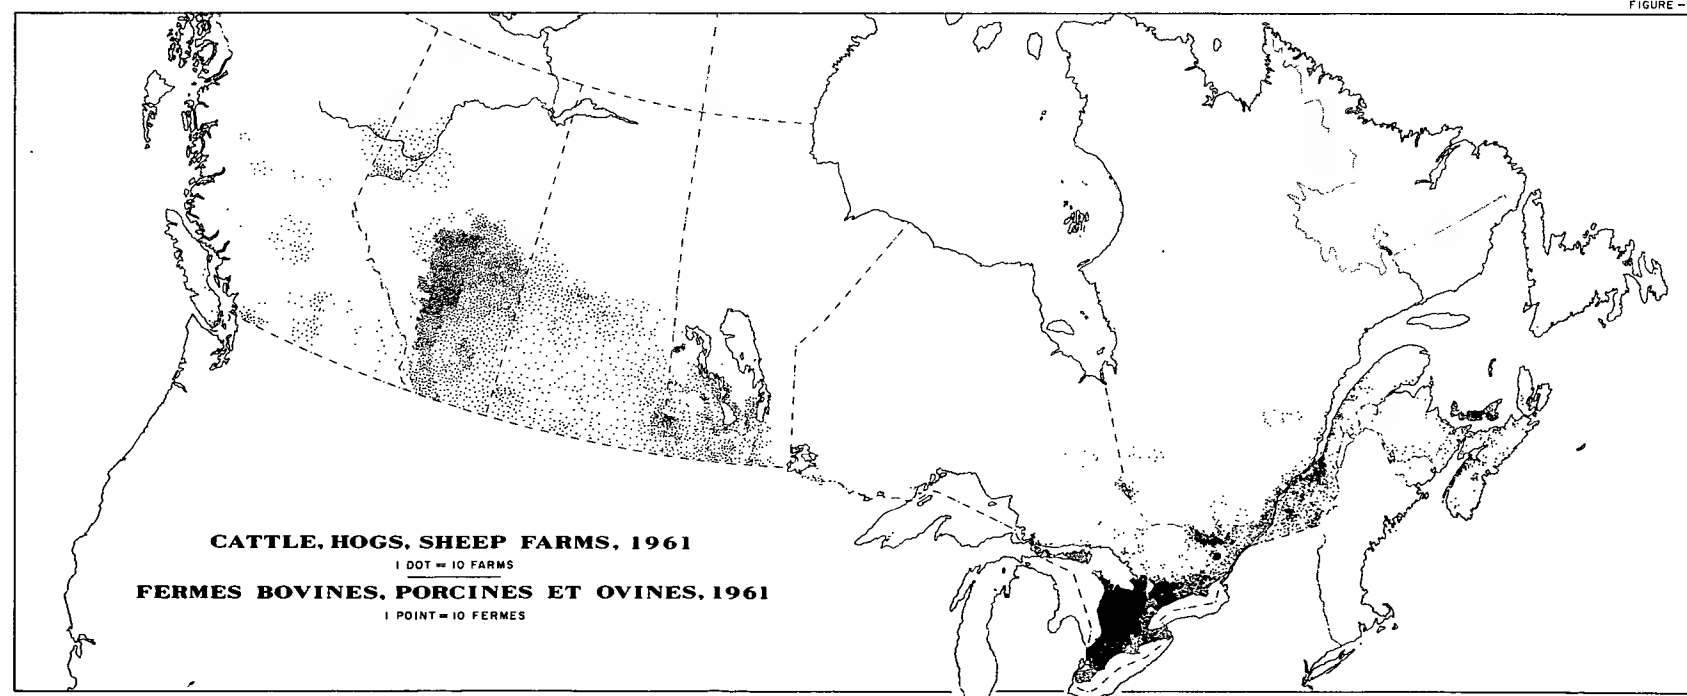 FIGURE –
CATTLE, HOGS, SHEEP FARMS, 1961
1 DOT = 10 FARMS
FERMES BOVINES, PORCINES ET OVINES, 1961
1 POINT = 10 FERMES